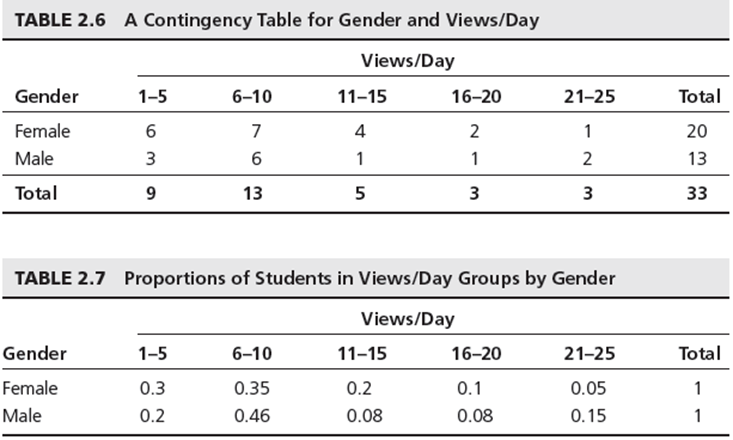 TABLE 2.6 A Contingency Table for Gender and Views/Day
Views/Day
Gender 1–5 6–10 11–15 16–20 21–25 Total
Female 6 7 4 2 1 20
Male 3 6 1 1 2 13
Total 9 13 5 3 3 33
TABLE 2.7 Proportions of Students in Views/Day Groups by Gender
Views/Day
Gender 1–5 6–10 11–15 16–20 21–25 Total
Female 0.3 0.35 0.2 0.1 0.05 1
Male 0.2 0.46 0.08 0.08 0.15 1